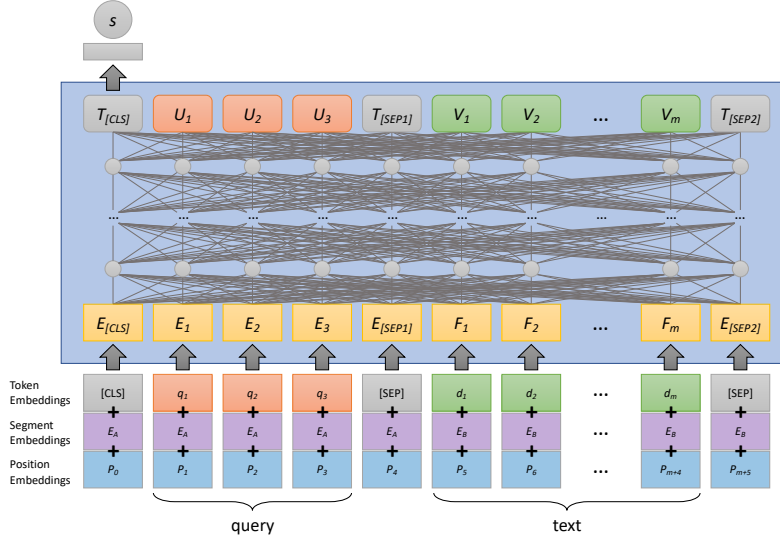 s
T[CLS] U1 U2 U3 T[SEP1] V1 V2 ... Vm T[SEP2]
... ... ... ... ... ... ... ... ... ...
E[CLS] E1 E2 E3 E[SEP1] F1 F2 ... Fm E[SEP2]
Token Embeddings [CLS] q1 q2 q3 [SEP] d1 d2 ... dm [SEP]
+ + + + + + + + +
Segment Embeddings EA EA EA EA EA EB EB ... EB EB
+ + + + + + + + +
Position Embeddings P0 P1 P2 P3 P4 P5 P6 ... Pm+4 Pm+5
query text